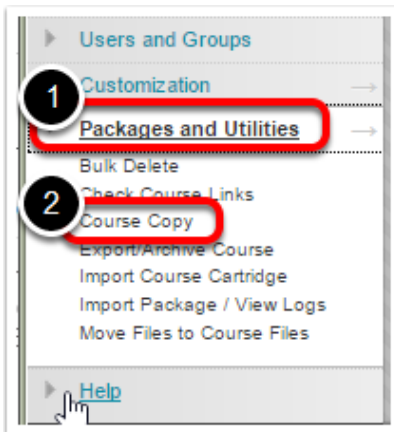 Users and Groups
1
Customization
Packages and Utilities
Bulk Delete
2
Check Course Links
Course Copy
Export/Archive Course
Import Course Cartridge
Import Package / View Logs
Move Files to Course Files
Help